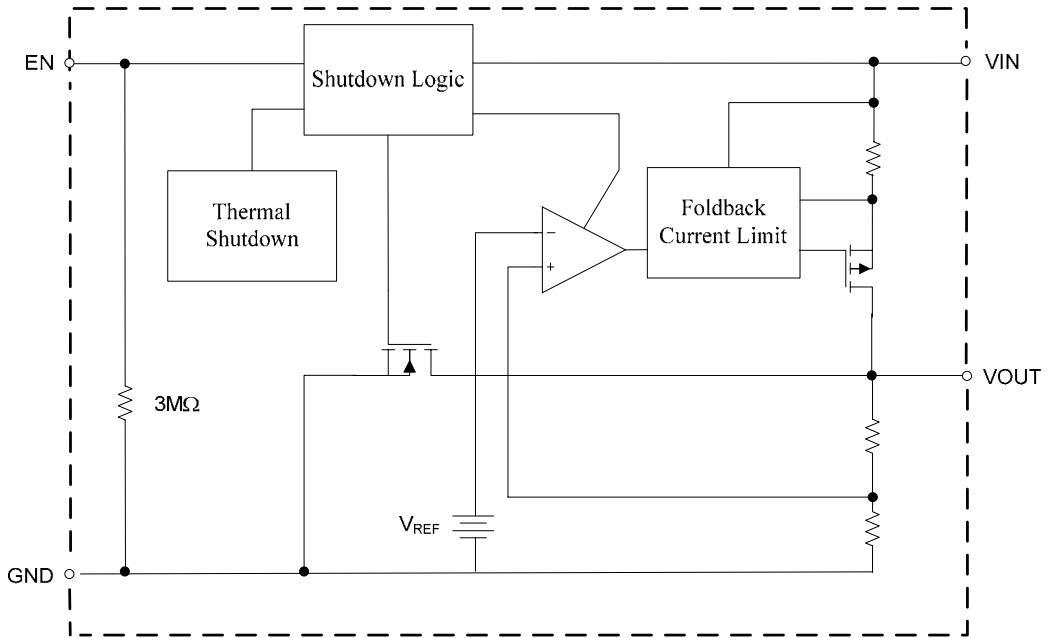 EN
Shutdown Logic
VIN
Thermal
Shutdown
Foldback
Current Limit
−
+
VOUT
3MΩ
VREF
GND